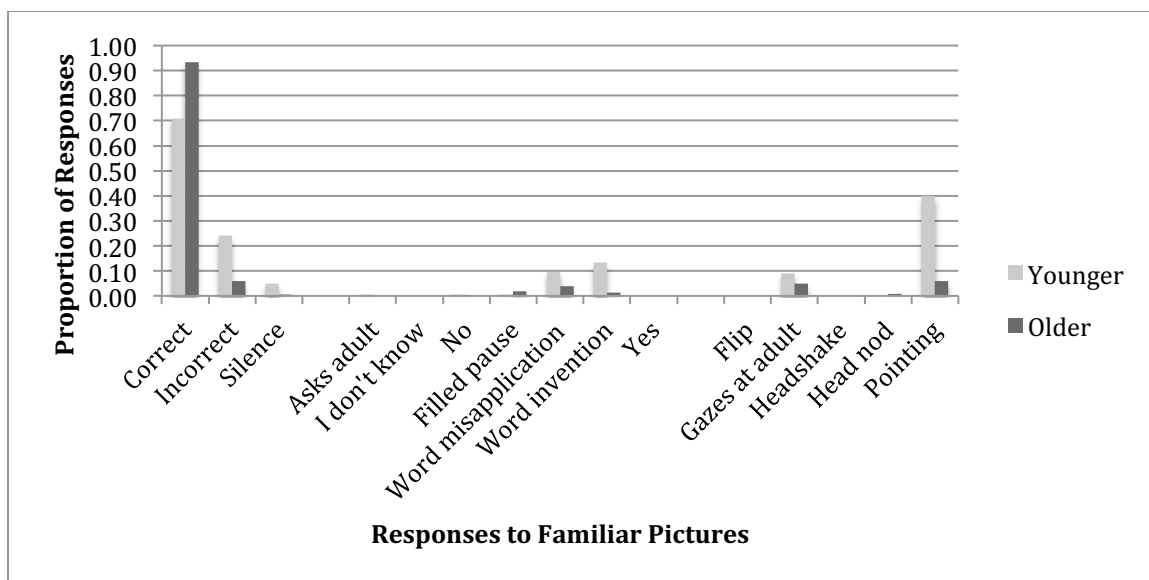 Proportion of Responses
1.00
0.90
0.80
0.70
0.60
0.50
0.40
0.30
0.20
0.10
0.00
Correct
Incorrect
Silence
Asks adult
I don't know
No
Filled pause
Word misapplication
Word invention
Yes
Flip
Gazes at adult
Headshake
Head nod
Pointing
Responses to Familiar Pictures
Younger
Older